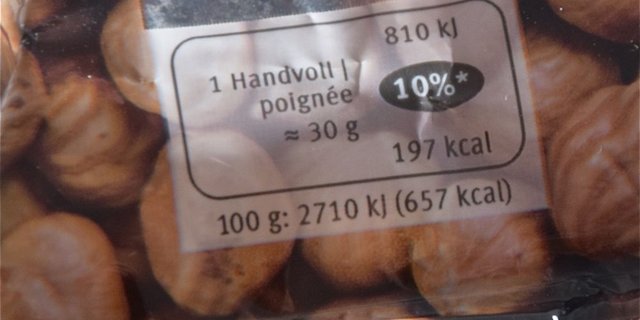 810 kJ
1 Handvoll |
poignée
10%*
≈ 30 g
197 kcal
100 g: 2710 kJ (657 kcal)